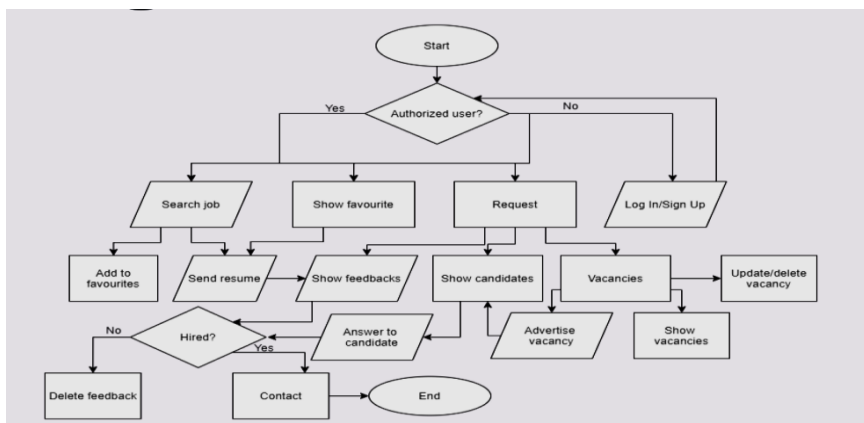 Start
Yes
Authorized user?
No
Search job
Show favourite
Request
Log In/Sign Up
Add to
favourites
Send resume
Show feedbacks
Show candidates
Vacancies
Update/delete
vacancy
No
Hired?
Yes
Answer to
candidate
Advertise
vacancy
Show
vacancies
Delete feedback
Contact
End